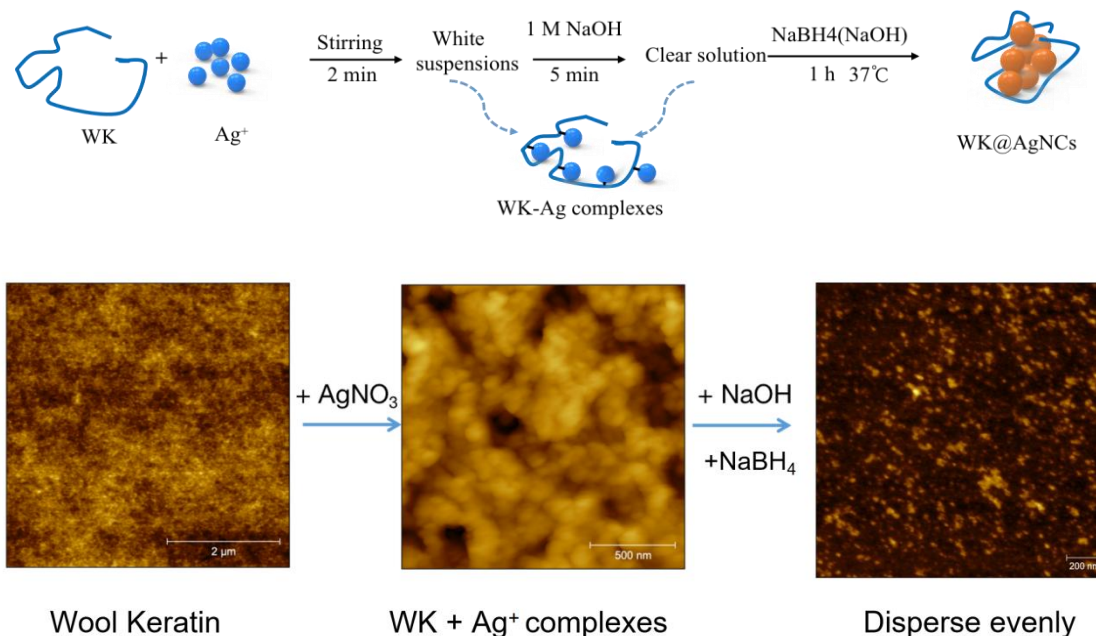 WK
+
Ag⁺
Stirring
2 min
White
suspensions
1 M NaOH
5 min
Clear solution
NaBH4(NaOH)
1 h 37℃
WK@AgNCs
WK-Ag complexes
2 µm
+ AgNO₃
500 nm
+ NaOH
+NaBH₄
200 nm
Wool Keratin
WK + Ag⁺ complexes
Disperse evenly